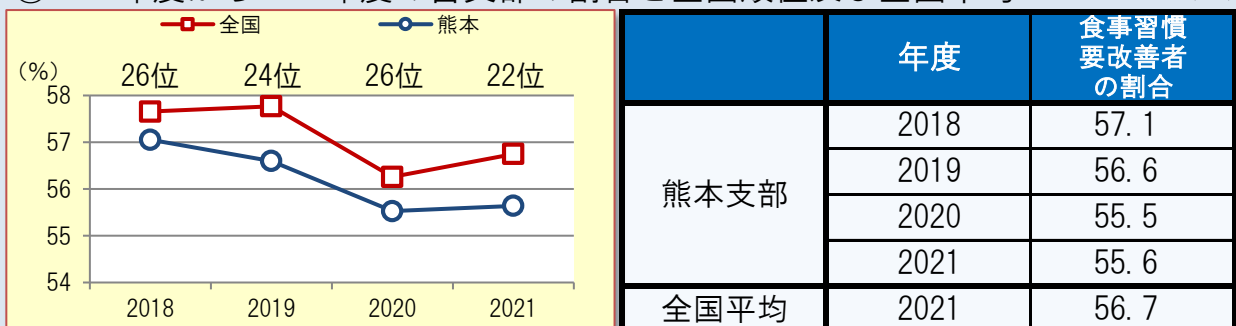 全国 熊本
（%） 26位 24位 26位 22位
58
57
56
55
54
2018 2019 2020 2021
年度 食事習慣
要改善者
の割合
熊本支部
2018 57.1
2019 56.6
2020 55.5
2021 55.6
全国平均 2021 56.7